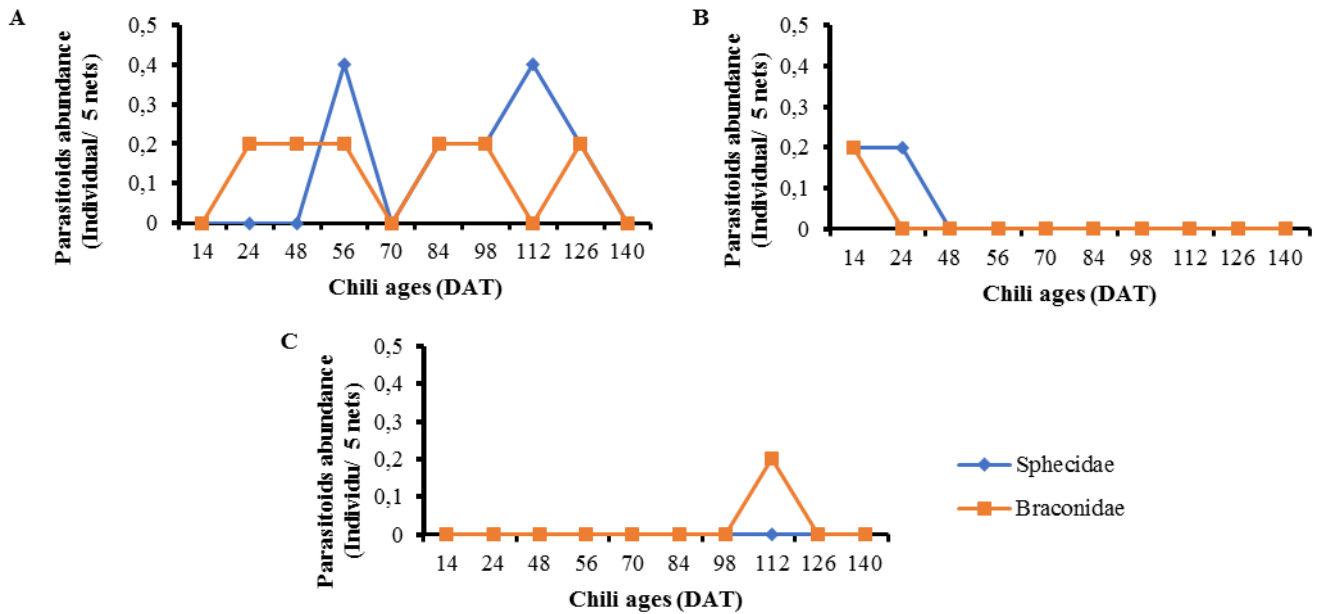 A
Parasitoids abundance
(Individual/ 5 nets)
0,5
0,4
0,3
0,2
0,1
0
14 24 48 56 70 84 98 112 126 140
Chili ages (DAT)
B
Parasitoids abundance
(Individual/ 5 nets)
0,5
0,4
0,3
0,2
0,1
0
14 24 48 56 70 84 98 112 126 140
Chili ages (DAT)
C
Parasitoids abundance
(Individu/ 5 nets)
0,5
0,4
0,3
0,2
0,1
0
14 24 48 56 70 84 98 112 126 140
Chili ages (DAT)
Sphecidae
Braconidae